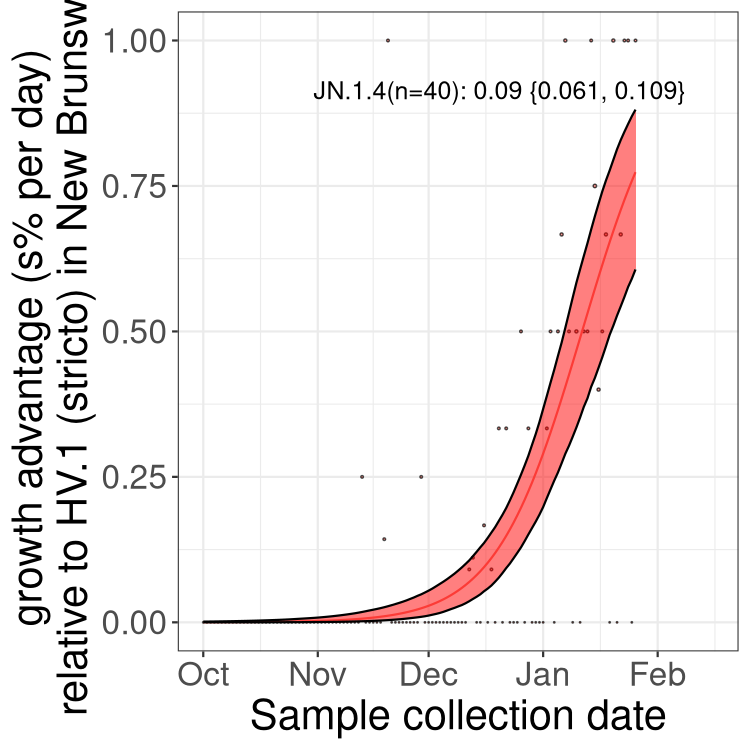 growth advantage (s% per day)
relative to HV.1 (stricto) in New Brunsw
1.00
0.75
0.50
0.25
0.00
JN.1.4(n=40): 0.09 {0.061, 0.109}
Oct Nov Dec Jan Feb
Sample collection date